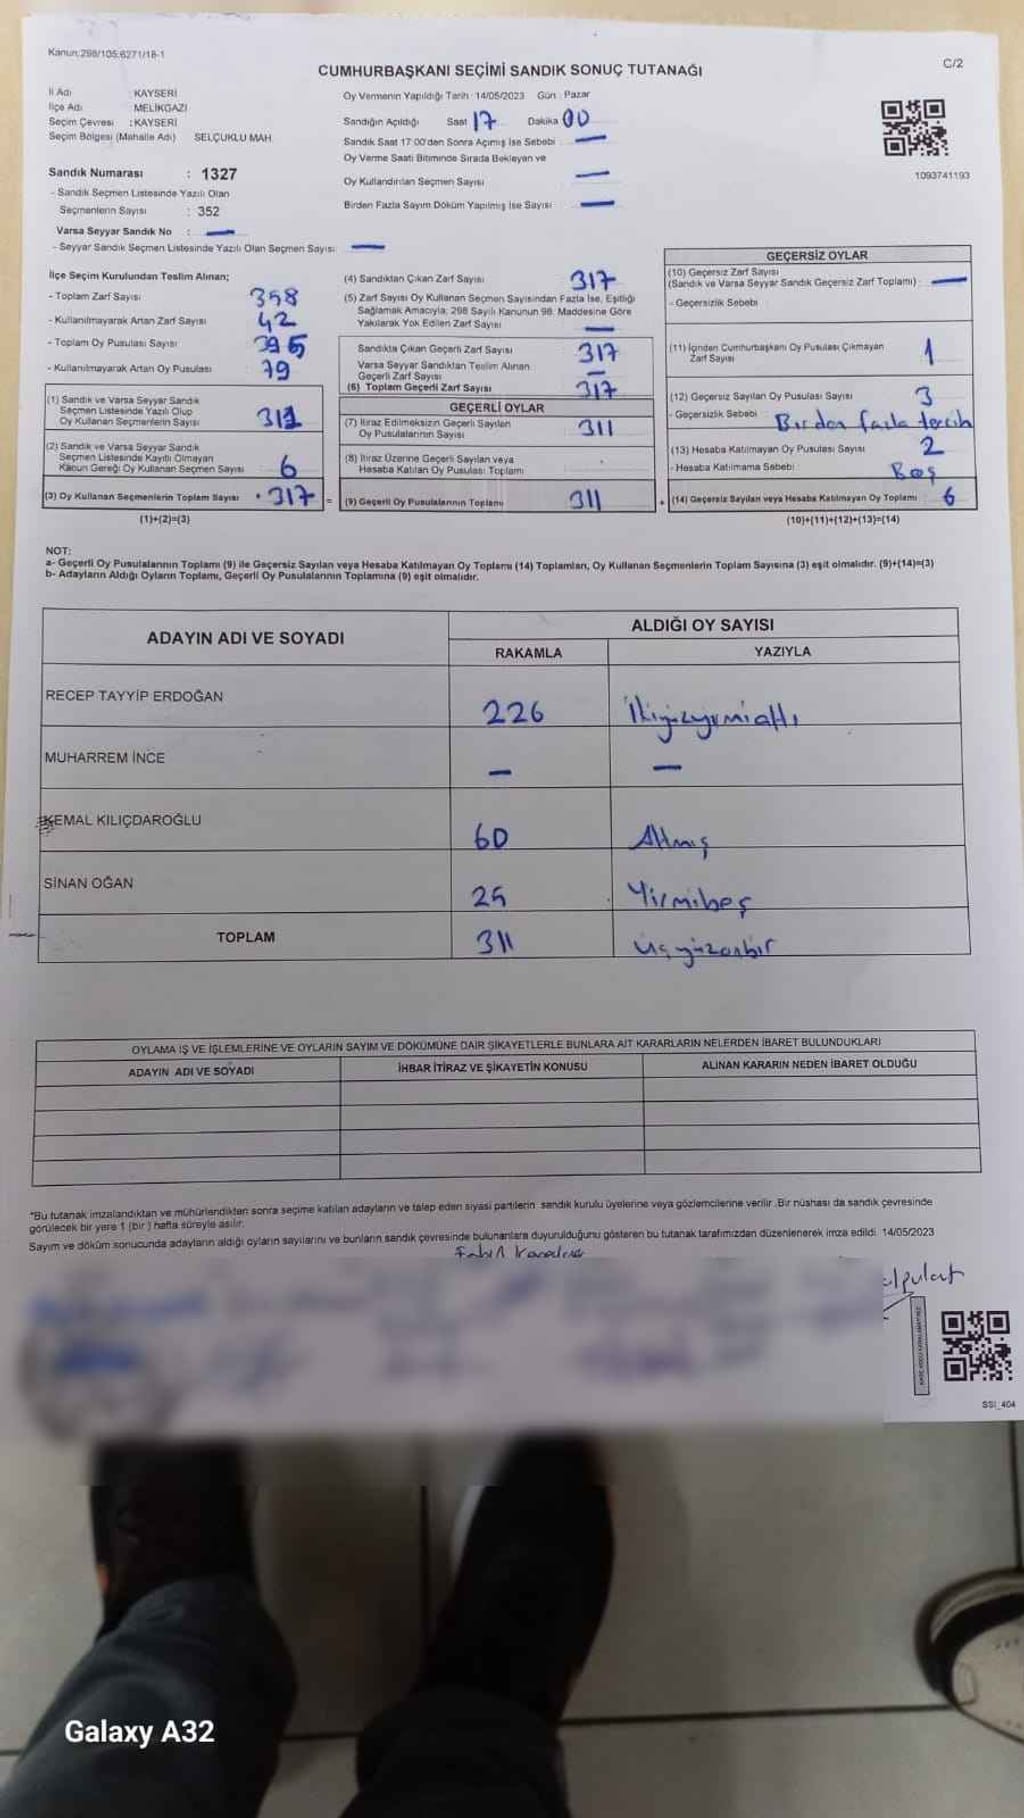 Kanun:298/105,6271/18-1
C/2
CUMHURBAŞKANI SEÇİMİ SANDIK SONUÇ TUTANAĞI
İl Adı : KAYSERİ
İlçe Adı : MELİKGAZİ
Seçim Çevresi : KAYSERİ
Seçim Bölgesi (Mahalle Adı) SELÇUKLU MAH.
Sandık Numarası : 1327
- Sandık Seçmen Listesinde Yazılı Olan
Seçmenlerin Sayısı : 352
Varsa Seyyar Sandık No : —
- Seyyar Sandık Seçmen Listesinde Yazılı Olan Seçmen Sayısı: —
Oy Vermenin Yapıldığı Tarih : 14/05/2023 Gün : Pazar
Sandığın Açıldığı Saat 17 Dakika 00
Sandık Saat 17:00'den Sonra Açımış İse Sebebi : —
Oy Verme Saati Bitiminde Sırada Bekleyen ve
Oy Kullandırılan Seçmen Sayısı —
Birden Fazla Sayım Döküm Yapılmış İse Sayısı —
1093741193
İlçe Seçim Kurulundan Teslim Alınan;
- Toplam Zarf Sayısı 358
- Kullanılmayarak Artan Zarf Sayısı 42
- Toplam Oy Pusulası Sayısı
- Kullanılmayarak Artan Oy Pusulası 79
(1) Sandık ve Varsa Seyyar Sandık
Seçmen Listesinde Yazılı Olup
Oy Kullanan Seçmenlerin Sayısı 311
(2) Sandık ve Varsa Seyyar Sandık
Seçmen Listesinde Kayıtlı Olmayan
Kanun Gereği Oy Kullanan Seçmen Sayısı 6
(3) Oy Kullanan Seçmenlerin Toplam Sayısı 317 =
(1)+(2)=(3)
(4) Sandıktan Çıkan Zarf Sayısı 317
(5) Zarf Sayısı Oy Kullanan Seçmen Sayısından Fazla İse, Eşitliği
Sağlamak Amacıyla; 298 Sayılı Kanunun 98. Maddesine Göre
Yakılarak Yok Edilen Zarf Sayısı —
Sandıkta Çıkan Geçerli Zarf Sayısı 317
Varsa Seyyar Sandıktan Teslim Alınan
Geçerli Zarf Sayısı —
(6) Toplam Geçerli Zarf Sayısı 317
GEÇERLİ OYLAR
(7) İtiraz Edilmeksizin Geçerli Sayılan
Oy Pusulalarının Sayısı 311
(8) İtiraz Üzerine Geçerli Sayılan veya
Hesaba Katılan Oy Pusulası Toplamı
(9) Geçerli Oy Pusulalarının Toplamı 311 +
GEÇERSİZ OYLAR
(10) Geçersiz Zarf Sayısı
(Sandık ve Varsa Seyyar Sandık Geçersiz Zarf Toplamı) : —
- Geçersizlik Sebebi
(11) İçinden Cumhurbaşkanı Oy Pusulası Çıkmayan
Zarf Sayısı 1
(12) Geçersiz Sayılan Oy Pusulası Sayısı 3
- Geçersizlik Sebebi Birden fazla tercih
(13) Hesaba Katılmayan Oy Pusulası Sayısı 2
- Hesaba Katılmama Sebebi Boş
(14) Geçersiz Sayılan veya Hesaba Katılmayan Oy Toplamı 6
(10)+(11)+(12)+(13)=(14)
NOT:
a- Geçerli Oy Pusulalarının Toplamı (9) ile Geçersiz Sayılan veya Hesaba Katılmayan Oy Toplamı (14) Toplamları, Oy Kullanan Seçmenlerin Toplam Sayısına (3) eşit olmalıdır. (9)+(14)=(3)
b- Adayların Aldığı Oyların Toplamı, Geçerli Oy Pusulalarının Toplamına (9) eşit olmalıdır.
ADAYIN ADI VE SOYADI
ALDIĞI OY SAYISI
RAKAMLA YAZIYLA
RECEP TAYYİP ERDOĞAN 226 İkiyüzyirmialtı
MUHARREM İNCE — —
KEMAL KILIÇDAROĞLU 60 Altmış
SİNAN OĞAN 25 Yirmibeş
TOPLAM 311 üçyüzonbir
OYLAMA İŞ VE İŞLEMLERİNE VE OYLARIN SAYIM VE DÖKÜMÜNE DAİR ŞİKAYETLERLE BUNLARA AİT KARARLARIN NELERDEN İBARET BULUNDUKLARI
ADAYIN ADI VE SOYADI İHBAR İTİRAZ VE ŞİKAYETİN KONUSU ALINAN KARARIN NEDEN İBARET OLDUĞU
*Bu tutanak imzalandıktan ve mühürlendikten sonra seçime katılan adayların ve talep eden siyasi partilerin sandık kurulu üyelerine veya gözlemcilerine verilir. Bir nüshası da sandık çevresinde
görülecek bir yere 1 (bir) hafta süreyle asılır.
Sayım ve döküm sonucunda adayların aldığı oyların sayılarını ve bunların sandık çevresinde bulunanlara duyurulduğunu gösteren bu tutanak tarafımızdan düzenlenerek imza edildi. 14/05/2023
SSI_404
Galaxy A32